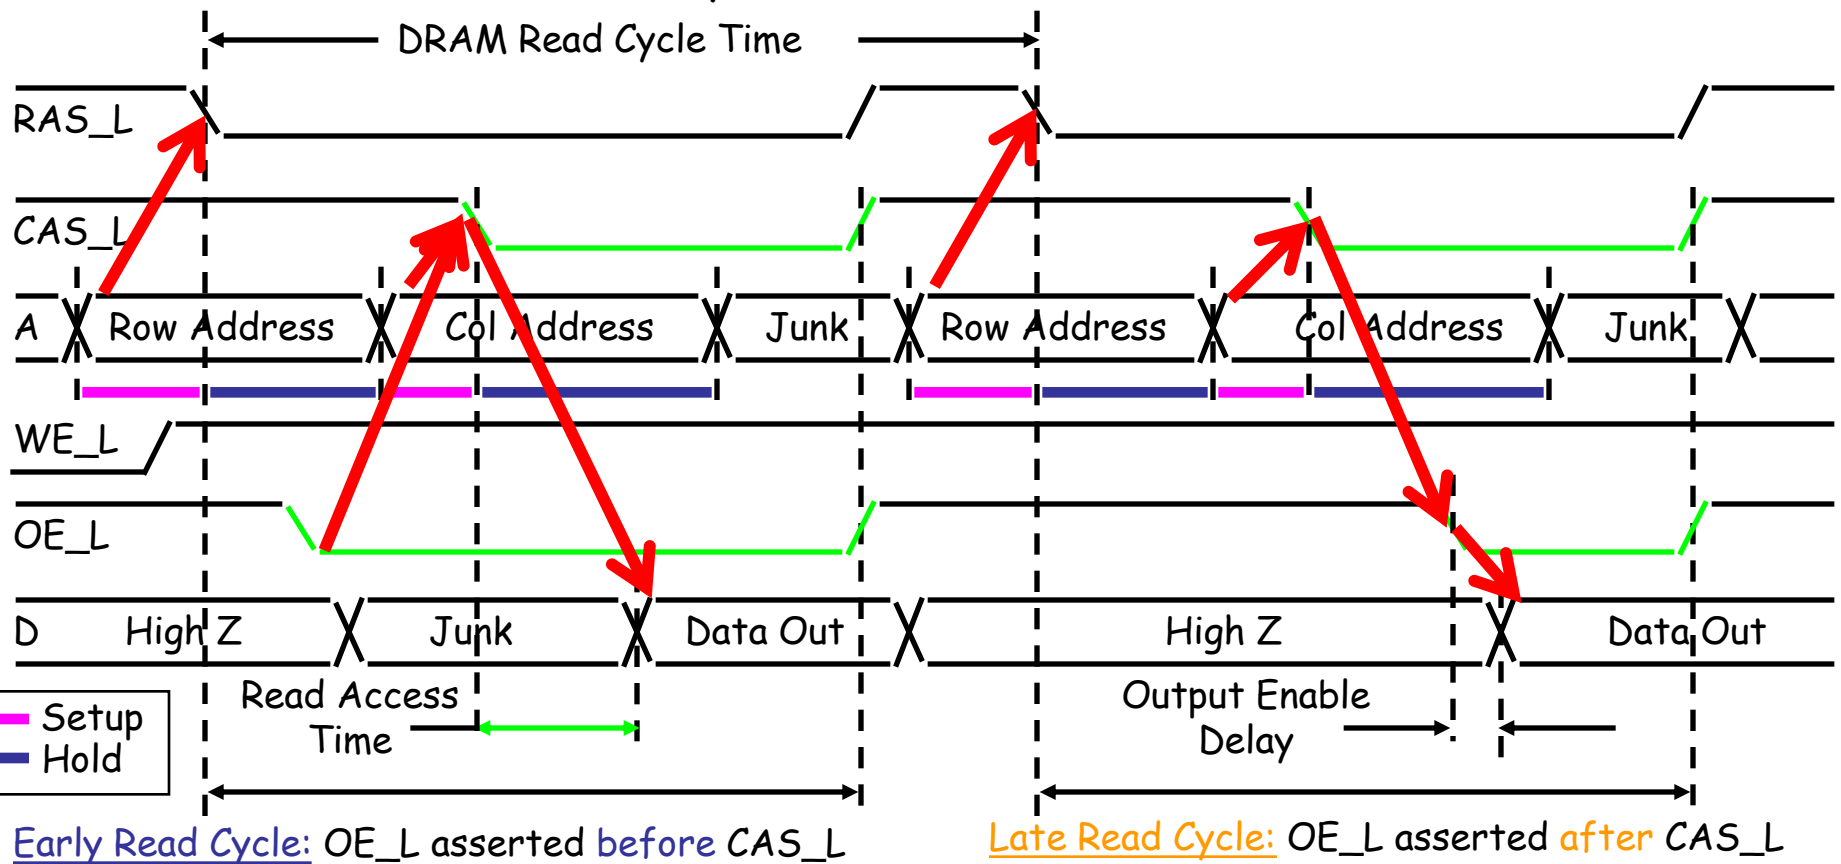 DRAM Read Cycle Time
RAS_L
CAS_L
A Row Address Col Address Junk Row Address Col Address Junk
WE_L
OE_L
D High Z Junk Data Out High Z Data Out
Read Access
Time
Output Enable
Delay
Setup
Hold
Early Read Cycle: OE_L asserted before CAS_L
Late Read Cycle: OE_L asserted after CAS_L